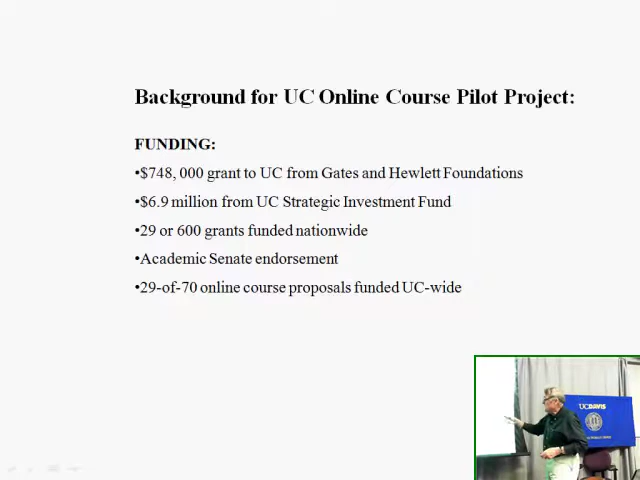 Background for UC Online Course Pilot Project:
FUNDING:
•$748, 000 grant to UC from Gates and Hewlett Foundations
•$6.9 million from UC Strategic Investment Fund
•29 or 600 grants funded nationwide
•Academic Senate endorsement
•29-of-70 online course proposals funded UC-wide
UCDAVIS